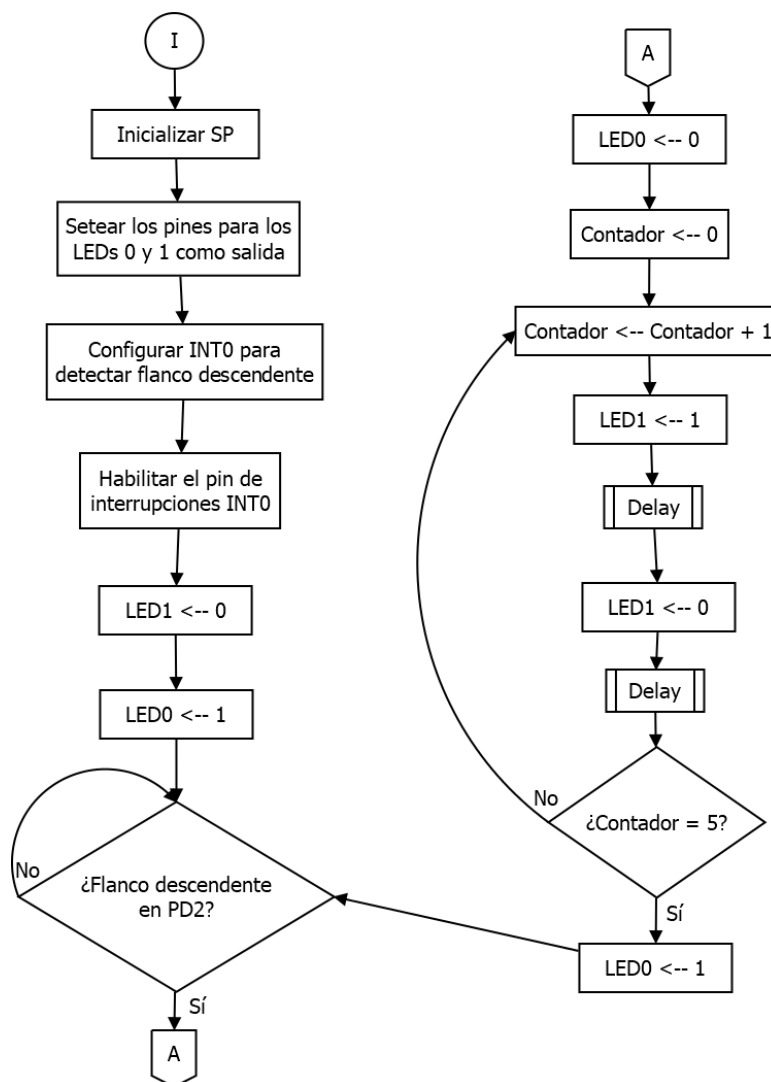 I
Inicializar SP
Setear los pines para los
LEDs 0 y 1 como salida
Configurar INT0 para
detectar flanco descendente
Habilitar el pin de
interrupciones INT0
LED1 <-- 0
LED0 <-- 1
No
¿Flanco descendente
en PD2?
Sí
A
A
LED0 <-- 0
Contador <-- 0
Contador <-- Contador + 1
LED1 <-- 1
Delay
LED1 <-- 0
Delay
No
¿Contador = 5?
Sí
LED0 <-- 1